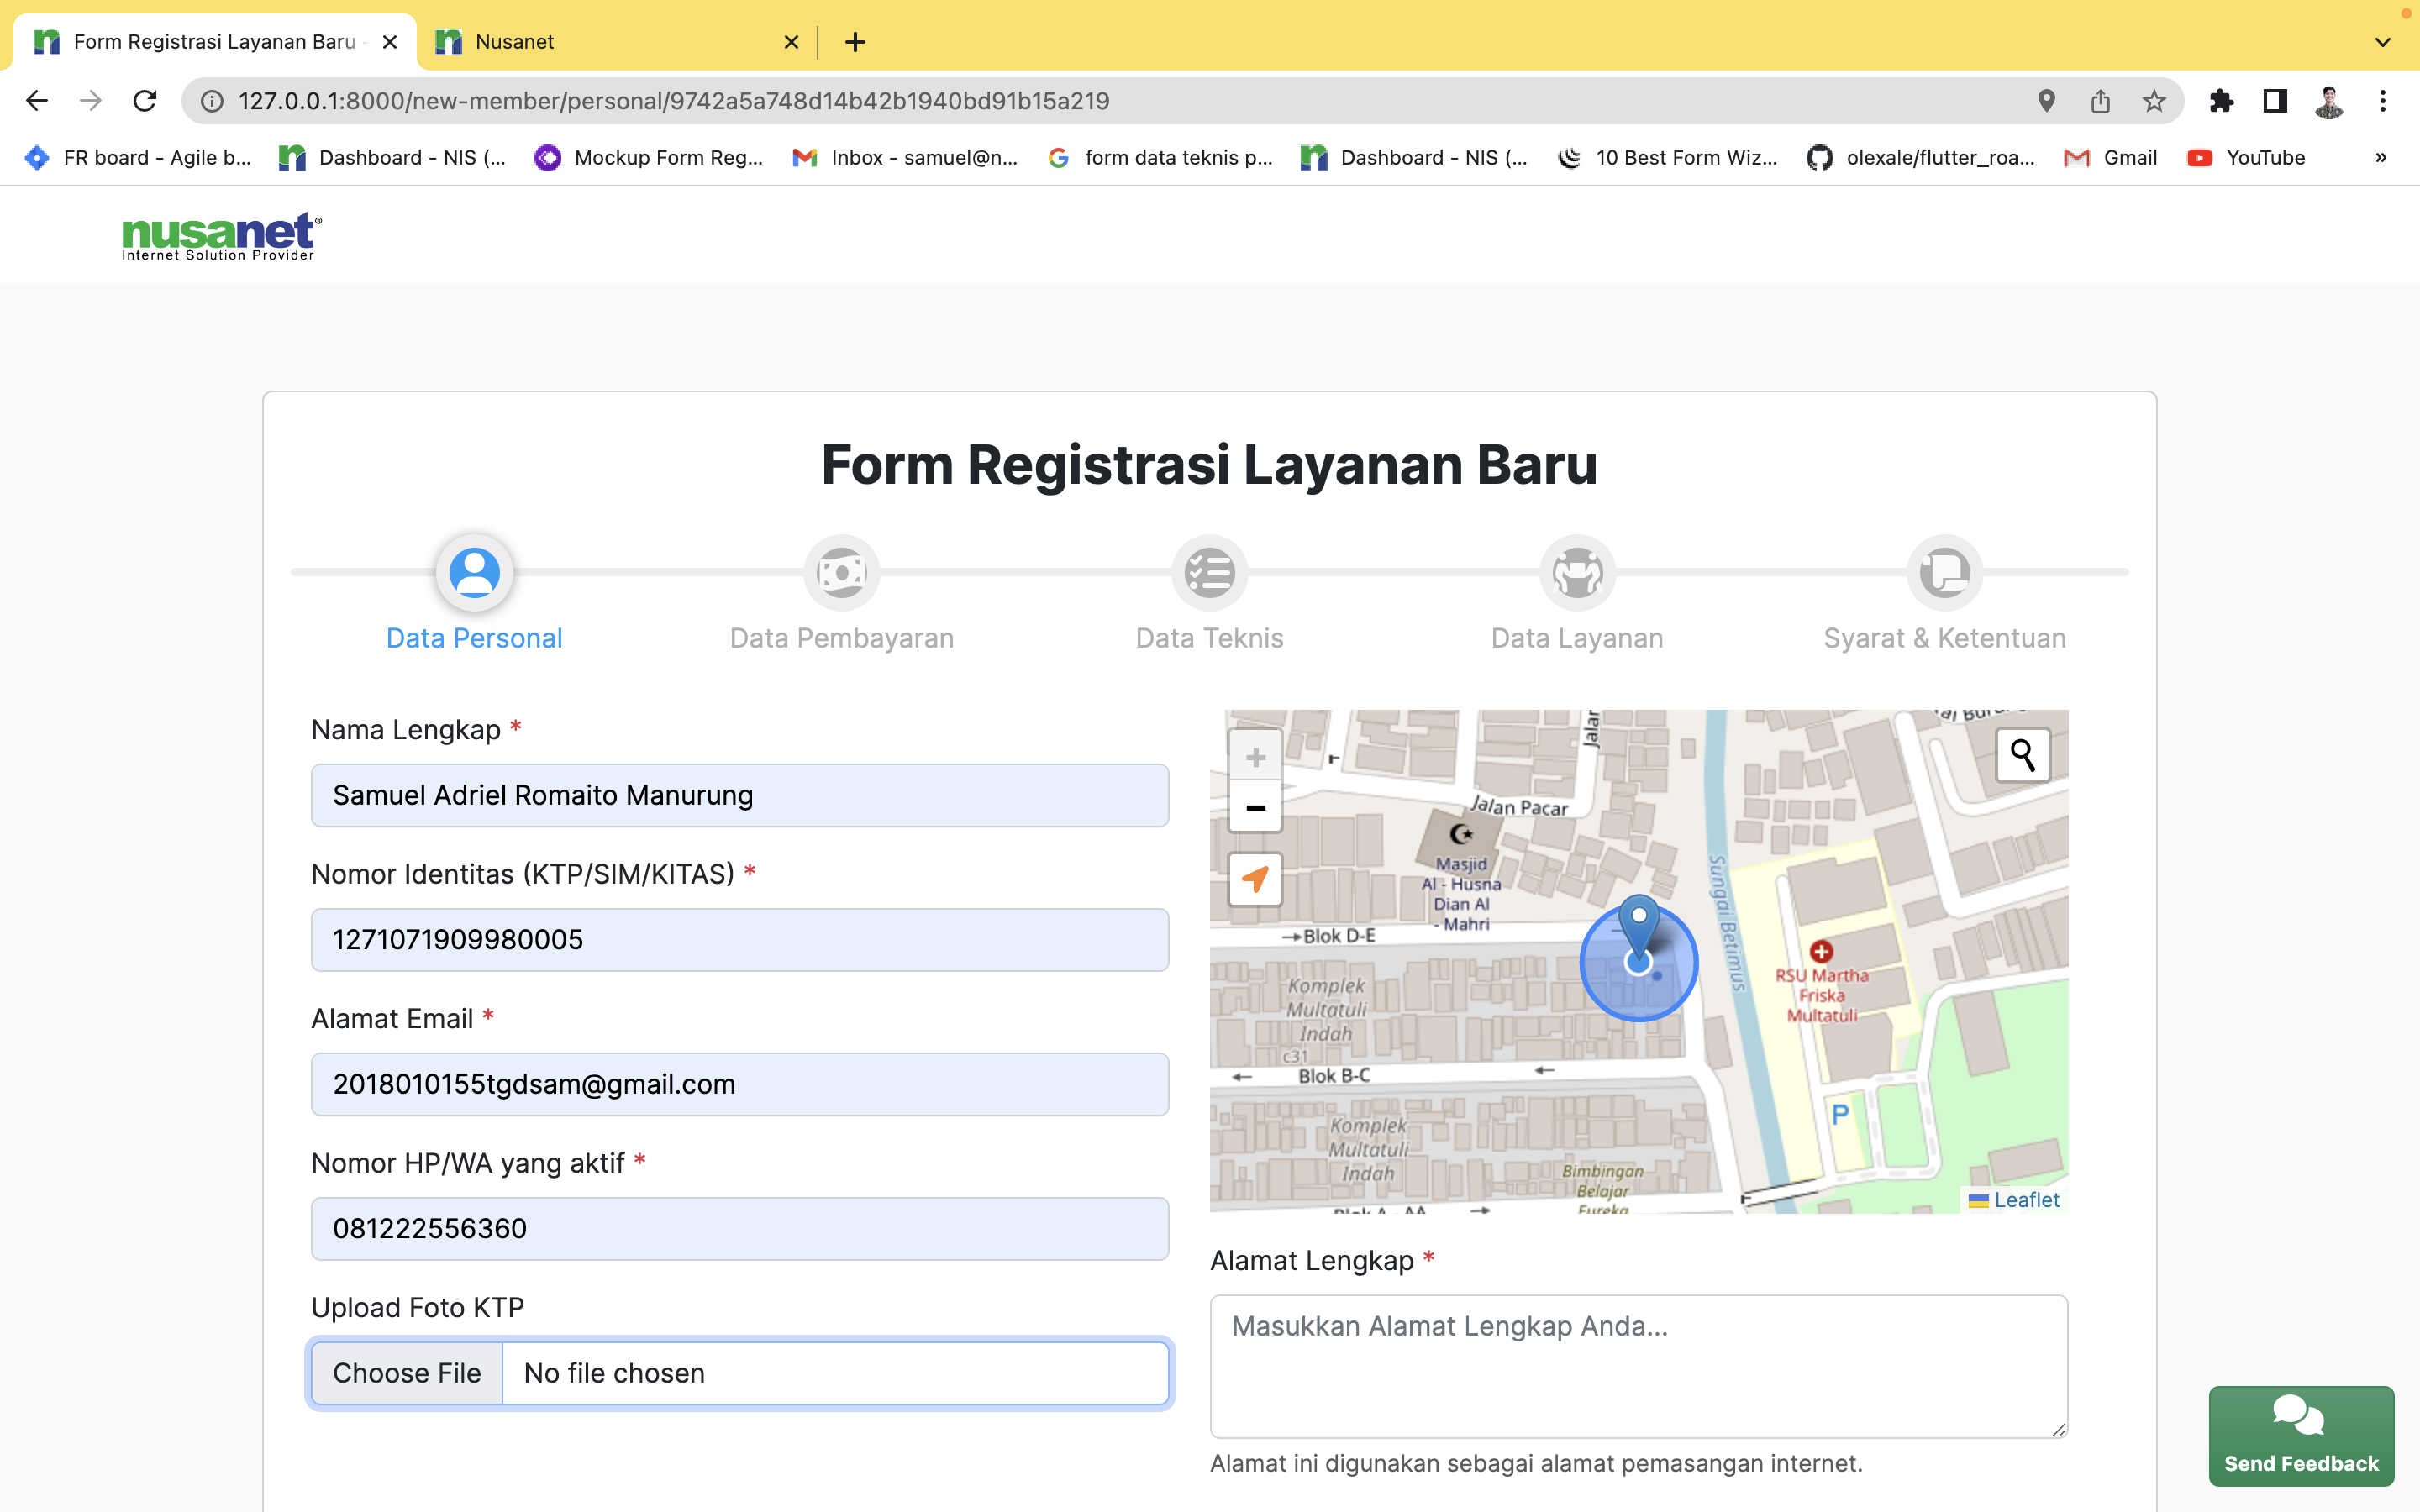 Form Registrasi Layanan Baru
Nusanet
127.0.0.1:8000/new-member/personal/9742a5a748d14b42b1940bd91b15a219
FR board - Agile b...
Dashboard - NIS (...
Mockup Form Reg...
Inbox - samuel@n...
form data teknis p...
Dashboard - NIS (...
10 Best Form Wiz...
olexale/flutter_roa...
Gmail
YouTube
»
nusanet®
Internet Solution Provider
Form Registrasi Layanan Baru
Data Personal
Data Pembayaran
Data Teknis
Data Layanan
Syarat & Ketentuan
Nama Lengkap *
Samuel Adriel Romaito Manurung
Nomor Identitas (KTP/SIM/KITAS) *
1271071909980005
Alamat Email *
2018010155tgdsam@gmail.com
Nomor HP/WA yang aktif *
081222556360
Upload Foto KTP
Choose File
No file chosen
+
−
Jalan
Jalan Pacar
Masjid
Al - Husna
Dian Al
- Mahri
Blok D-E
Sungai Betimus
RSU Martha
Friska
Multatuli
Komplek
Multatuli
Indah
c31
Blok B-C
P
Komplek
Multatuli
Indah
Bimbingan
Belajar
Eureka
Blok A - AA
Leaflet
Alamat Lengkap *
Masukkan Alamat Lengkap Anda...
Alamat ini digunakan sebagai alamat pemasangan internet.
Send Feedback